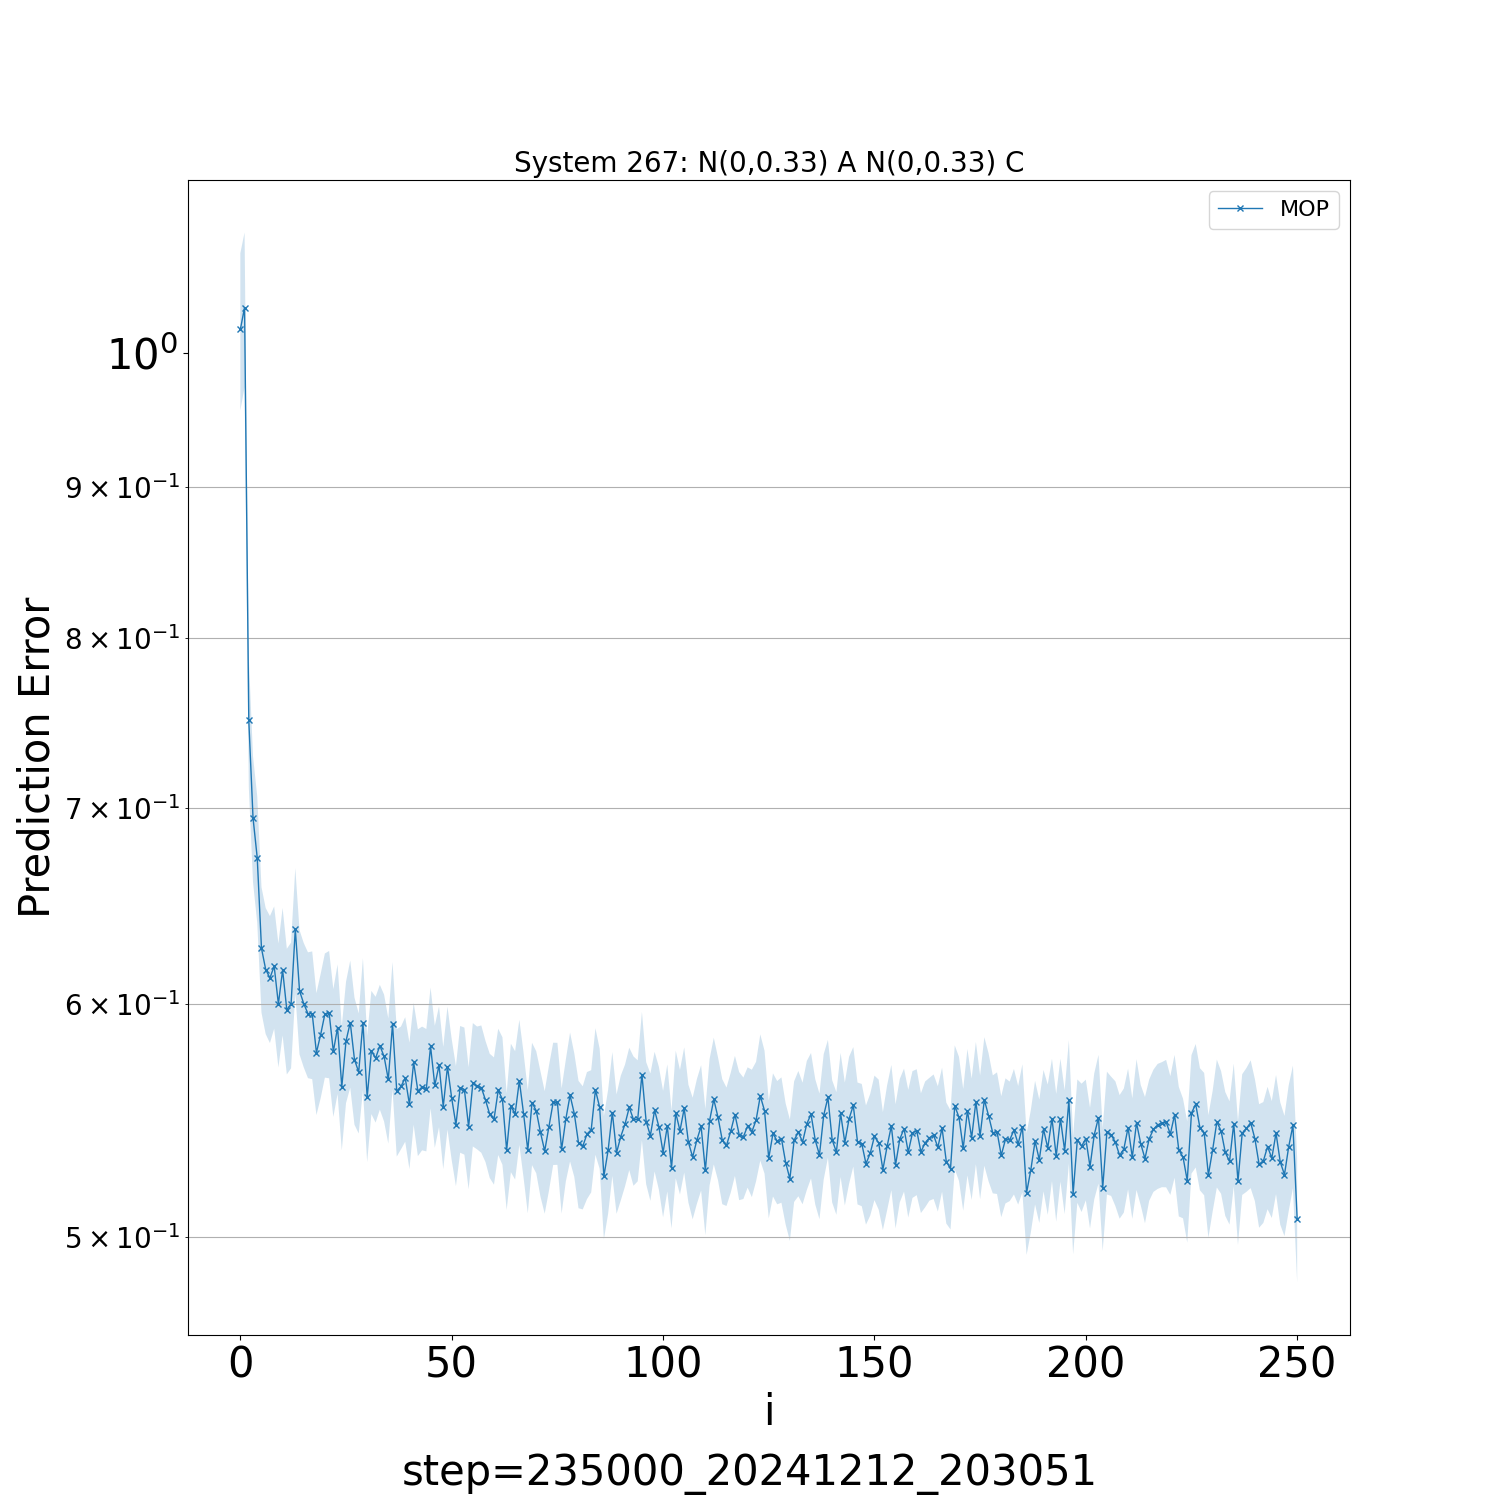 System 267: N(0,0.33) A N(0,0.33) C
MOP
10⁰
9 × 10⁻¹
8 × 10⁻¹
7 × 10⁻¹
6 × 10⁻¹
5 × 10⁻¹
Prediction Error
0 50 100 150 200 250
i
step=235000_20241212_203051